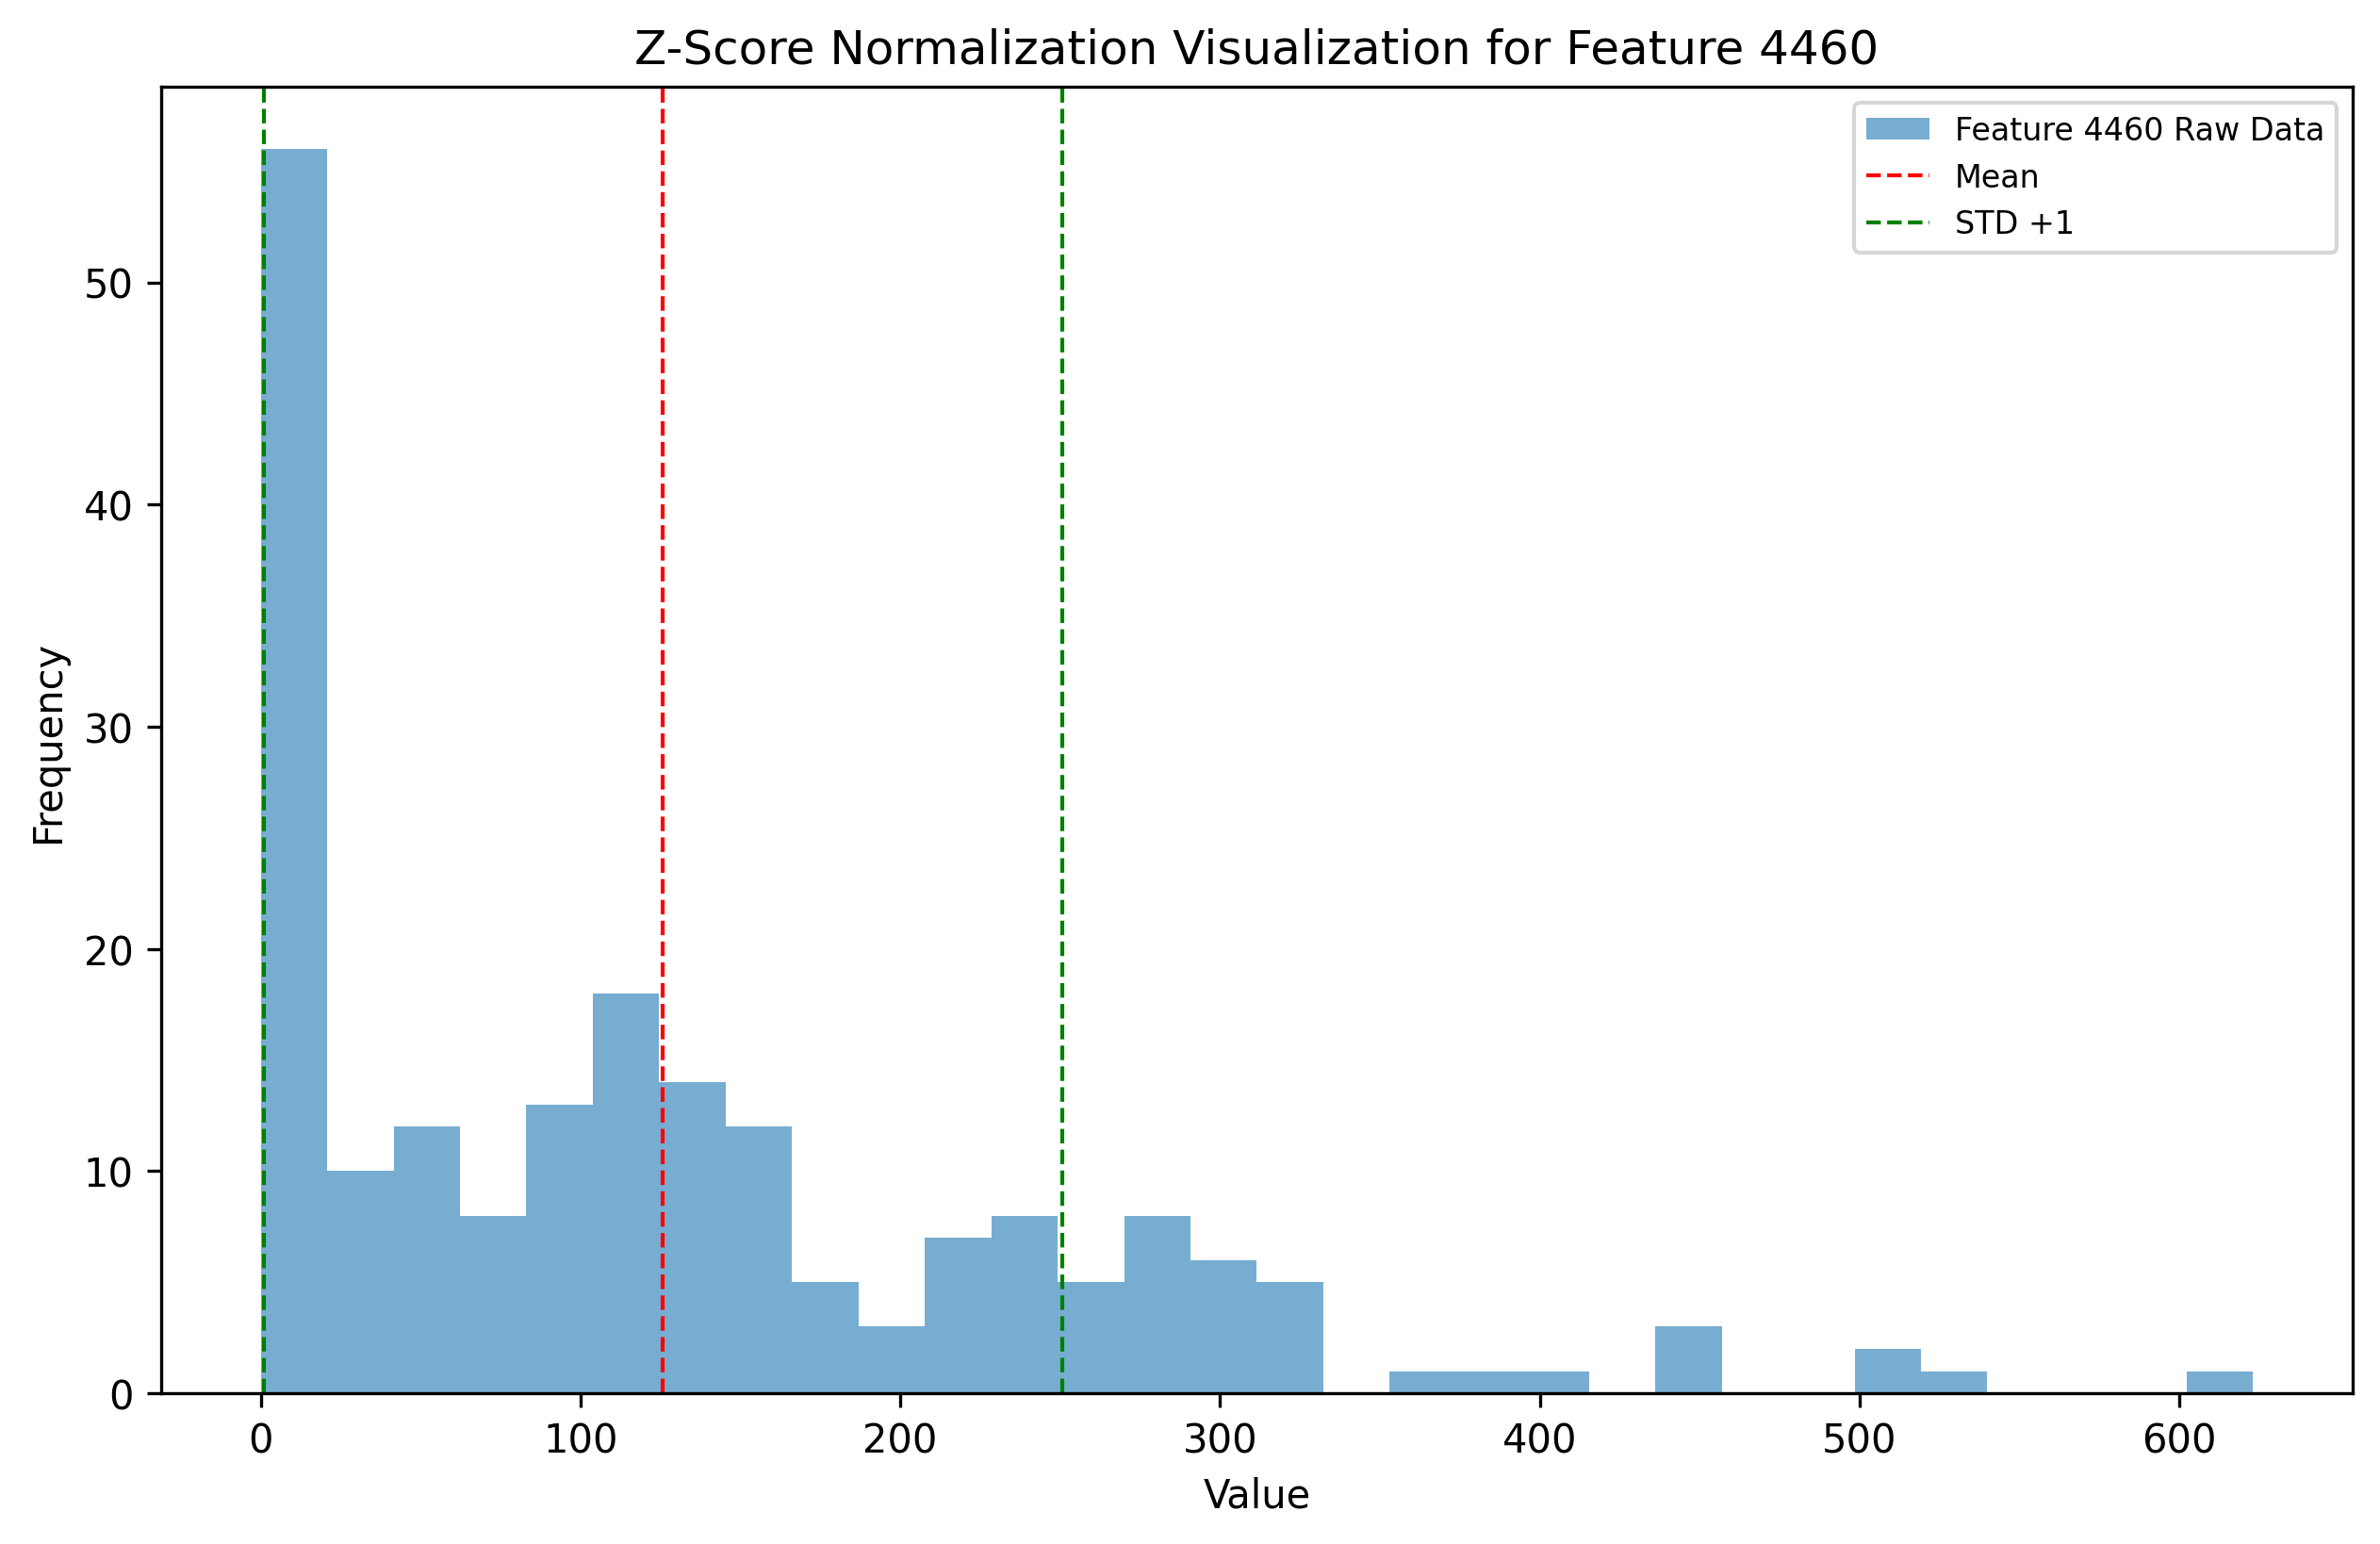 Z-Score Normalization Visualization for Feature 4460
Feature 4460 Raw Data
Mean
STD +1
Frequency
50
40
30
20
10
0
0 100 200 300 400 500 600
Value